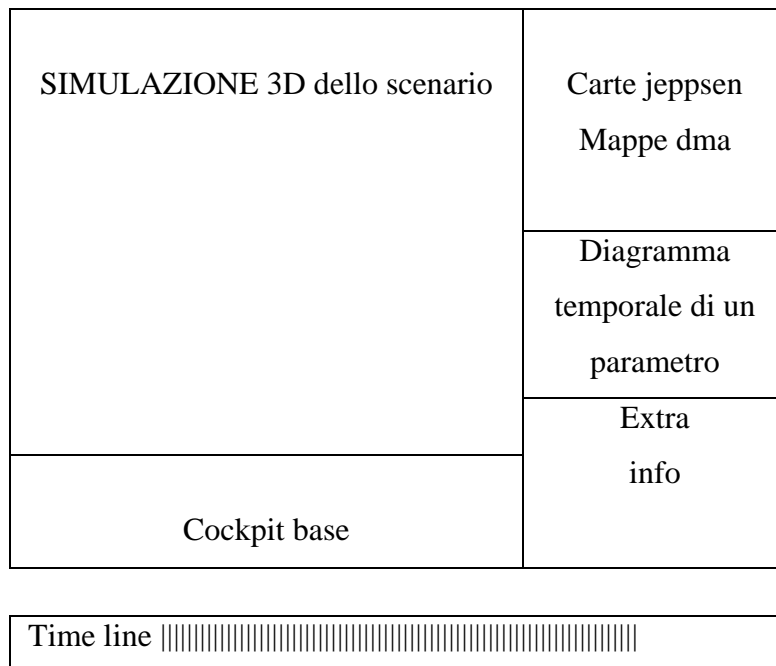 SIMULAZIONE 3D dello scenario
Carte jeppsen
Mappe dma
Diagramma
temporale di un
parametro
Extra
info
Cockpit base
Time line ||||||||||||||||||||||||||||||||||||||||||||||||||||||||||||||||||||||||